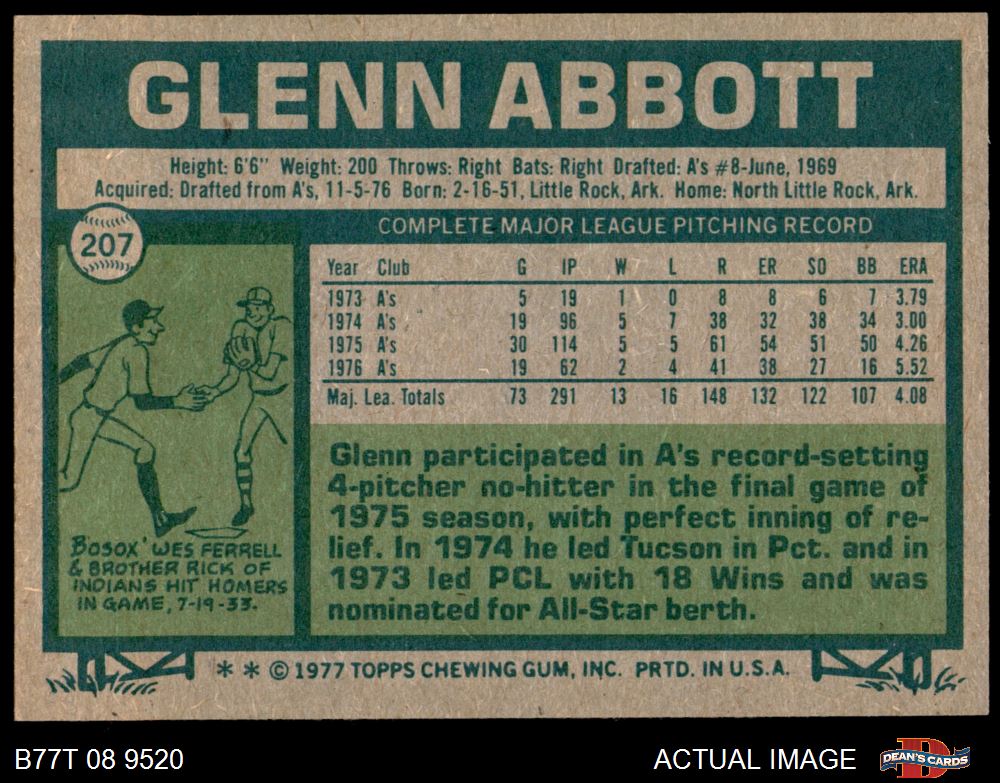 GLENN ABBOTT
Height: 6'6" Weight: 200 Throws: Right Bats: Right Drafted: A's #8-June, 1969
Acquired: Drafted from A's, 11-5-76 Born: 2-16-51, Little Rock, Ark. Home: North Little Rock, Ark.
207
COMPLETE MAJOR LEAGUE PITCHING RECORD
Year Club G IP W L R ER SO BB ERA
1973 A's 5 19 1 0 8 8 6 7 3.79
1974 A's 19 96 5 7 38 32 38 34 3.00
1975 A's 30 114 5 5 61 54 51 50 4.26
1976 A's 19 62 2 4 41 38 27 16 5.52
Maj. Lea. Totals 73 291 13 16 148 132 122 107 4.08
BOSOX' WES FERRELL
& BROTHER RICK OF
INDIANS HIT HOMERS
IN GAME, 7-19-33.
Glenn participated in A's record-setting
4-pitcher no-hitter in the final game of
1975 season, with perfect inning of re-
lief. In 1974 he led Tucson in Pct. and in
1973 led PCL with 18 Wins and was
nominated for All-Star berth.
* * © 1977 TOPPS CHEWING GUM, INC. PRTD. IN U.S.A.
B77T 08 9520
ACTUAL IMAGE
D
DEAN'S CARDS